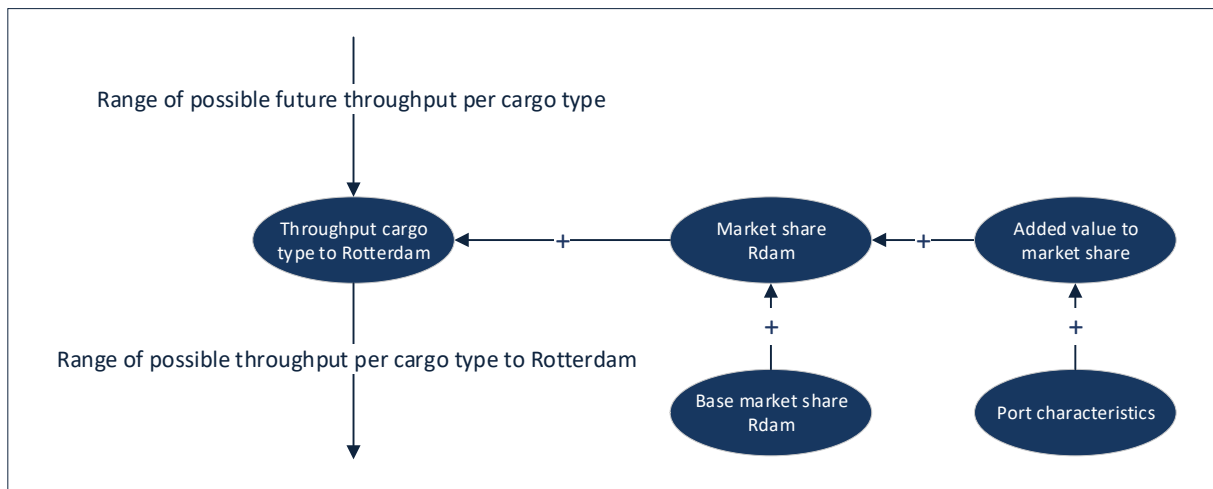 Range of possible future throughput per cargo type
Throughput cargo
type to Rotterdam
+
Market share
Rdam
+
Added value to
market share
+
+
Range of possible throughput per cargo type to Rotterdam
Base market share
Rdam
Port characteristics